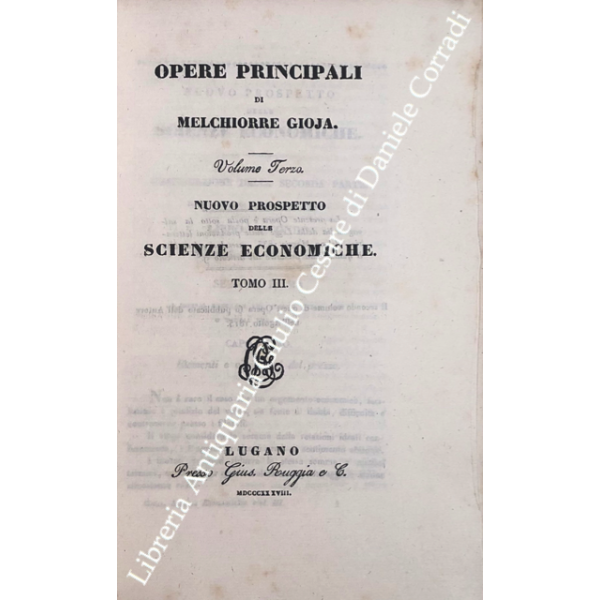 OPERE PRINCIPALI
DI
MELCHIORRE GIOJA.
Volume Terzo.
NUOVO PROSPETTO
DELLE
SCIENZE ECONOMICHE.
TOMO III.
LUGANO
Presso Gius. Ruggia e C.
MDCCCXXXVIII.
Libreria Antiquaria Giulio Cesare di Daniele Corradi